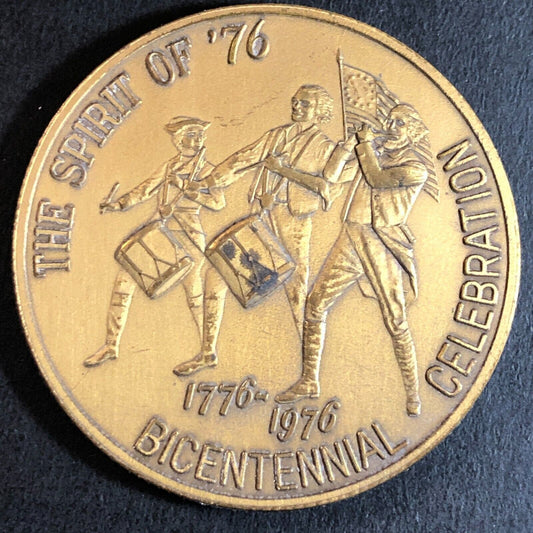 THE SPIRIT OF '76
1776-
1976
BICENTENNIAL CELEBRATION